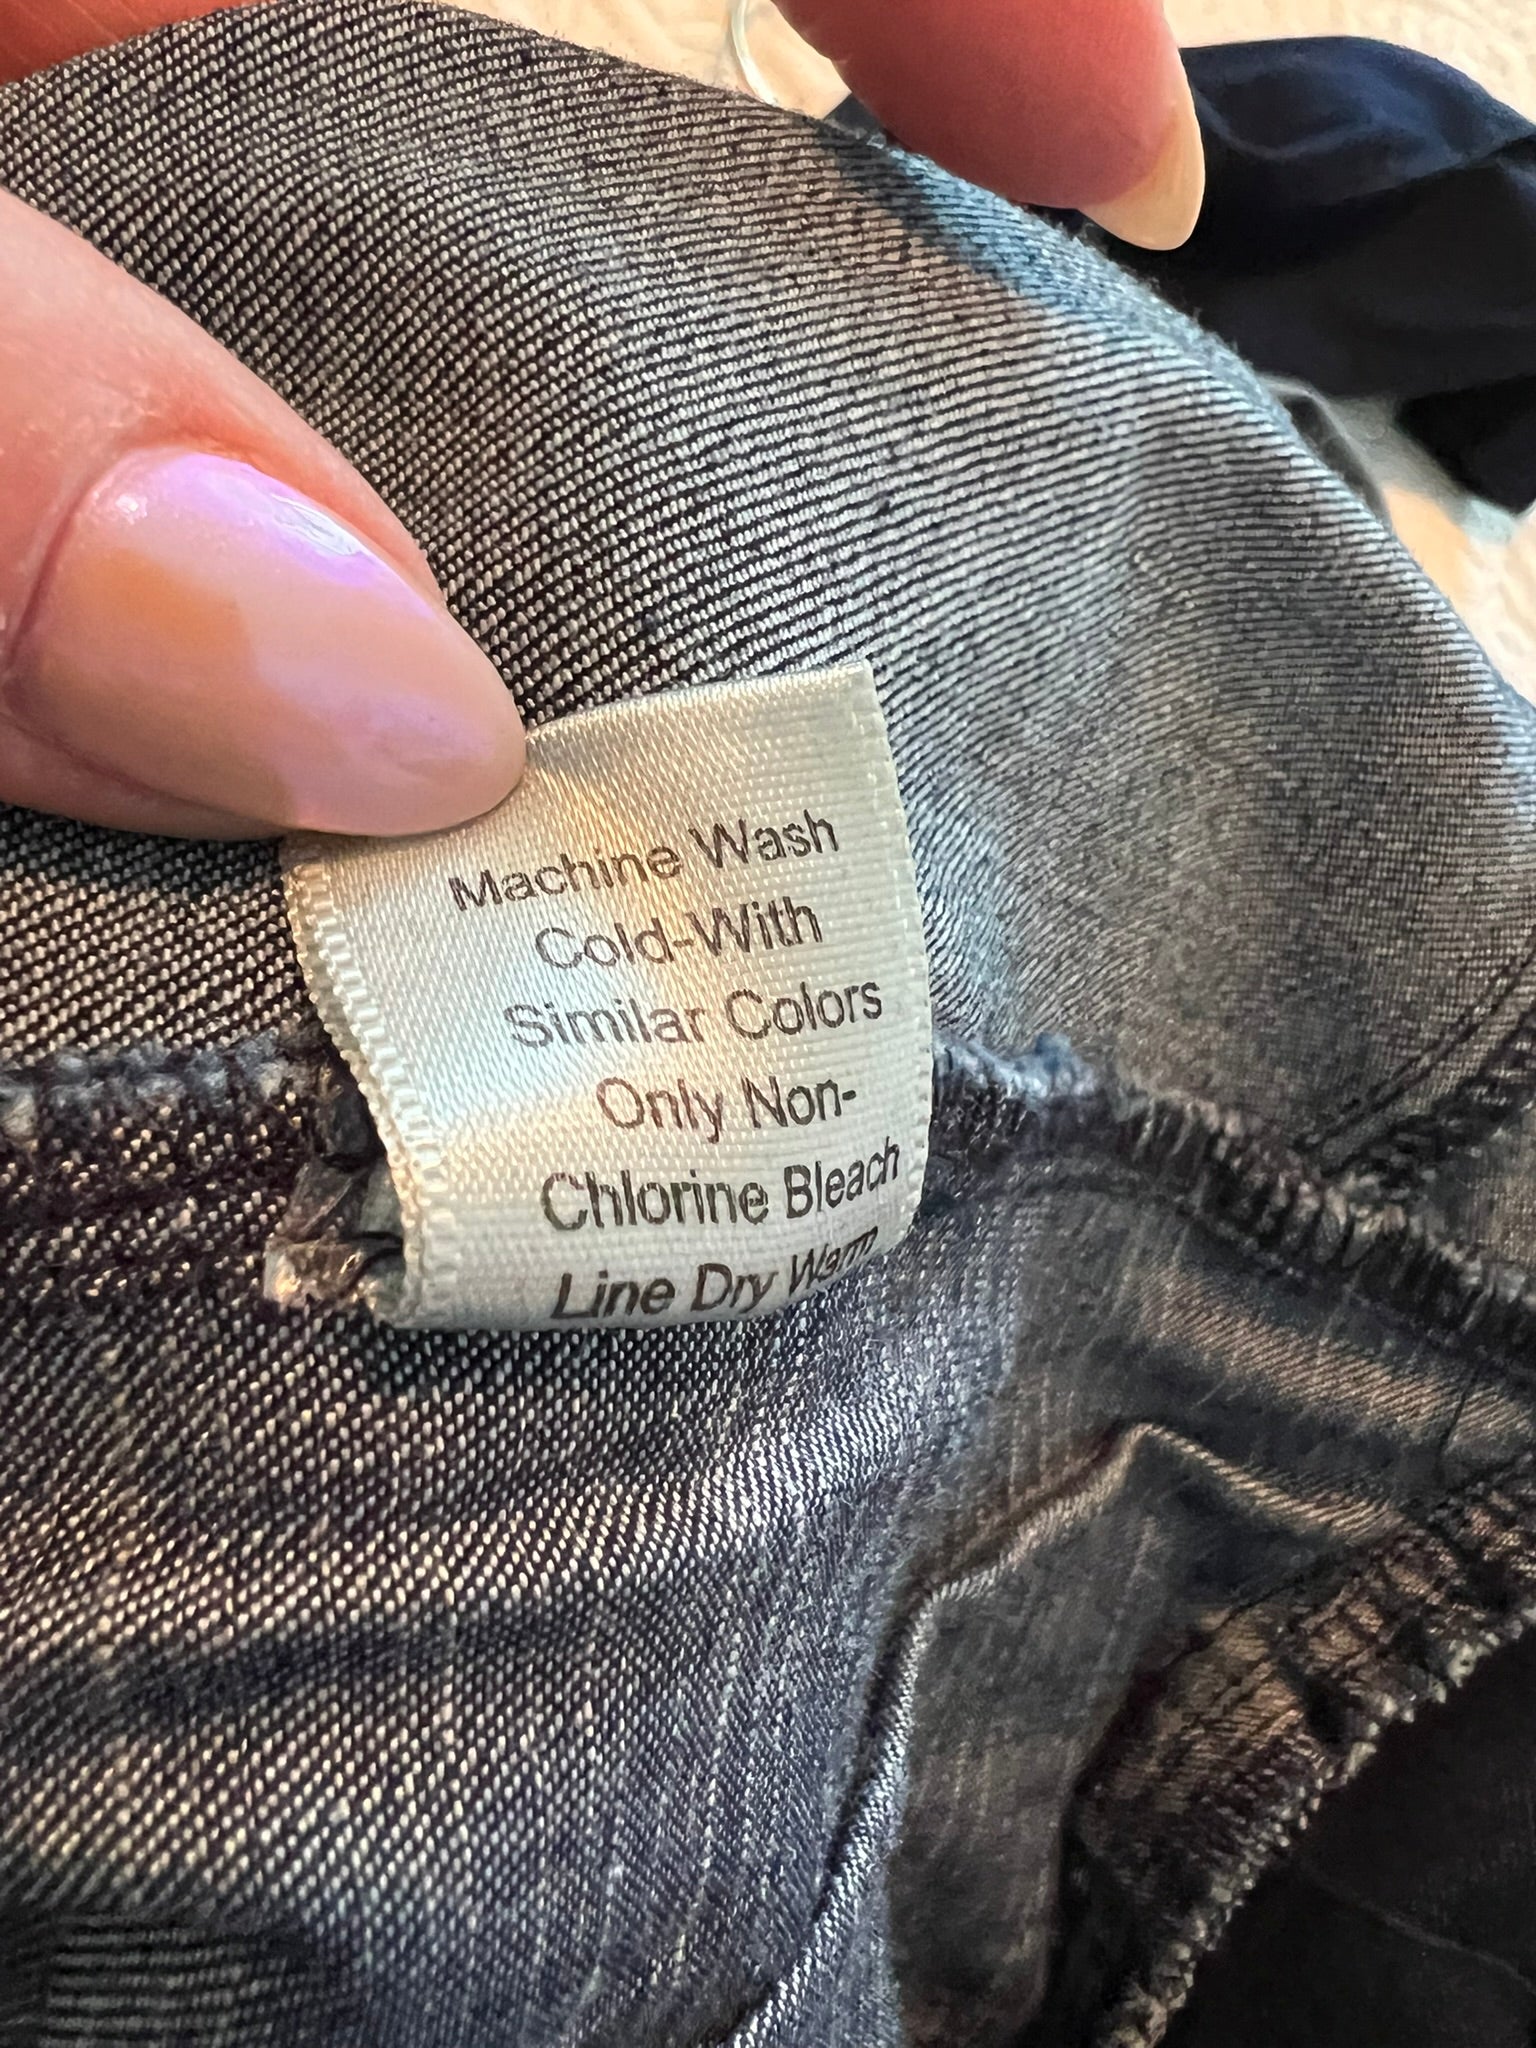 Machine Wash
Cold-With
Similar Colors
Only Non-
Chlorine Bleach
Line Dry Warm